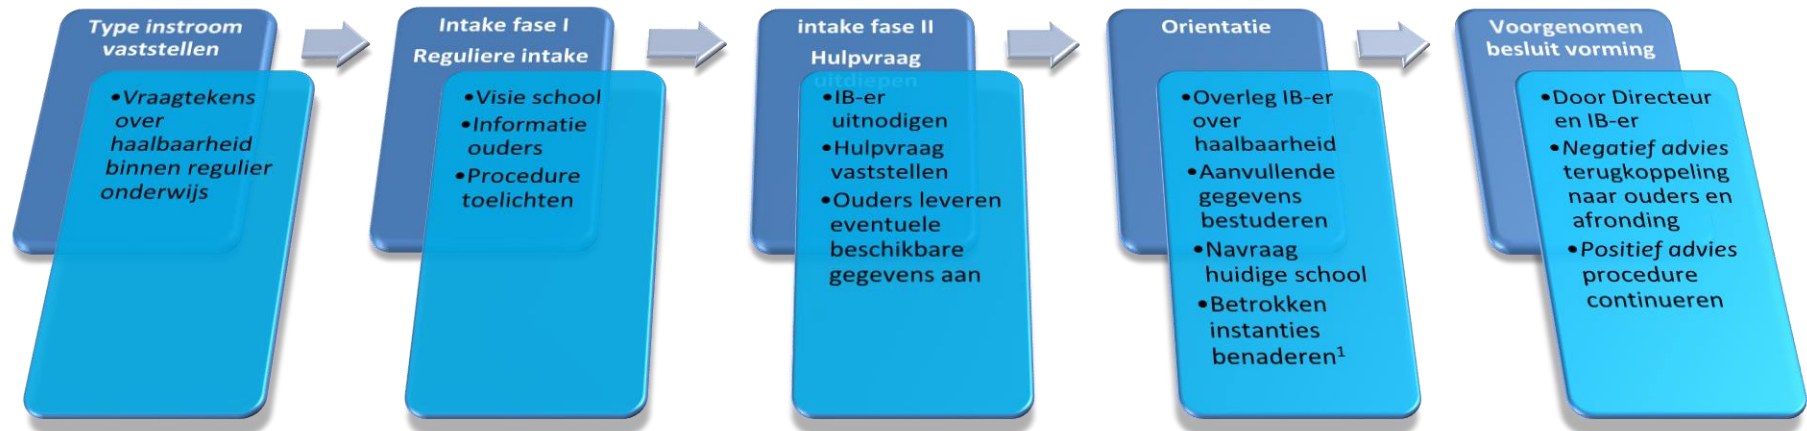 Type instroom
vaststellen
•Vraagtekens
over
haalbaarheid
binnen regulier
onderwijs
Intake fase I
Reguliere intake
•Visie school
•Informatie
ouders
•Procedure
toelichten
intake fase II
Hulpvraag
uitdiepen
•IB-er
uitnodigen
•Hulpvraag
vaststellen
•Ouders leveren
eventuele
beschikbare
gegevens aan
Orientatie
•Overleg IB-er
over
haalbaarheid
•Aanvullende
gegevens
bestuderen
•Navraag
huidige school
•Betrokken
instanties
benaderen¹
Voorgenomen
besluit vorming
•Door Directeur
en IB-er
•Negatief advies
terugkoppeling
naar ouders en
afronding
•Positief advies
procedure
continueren